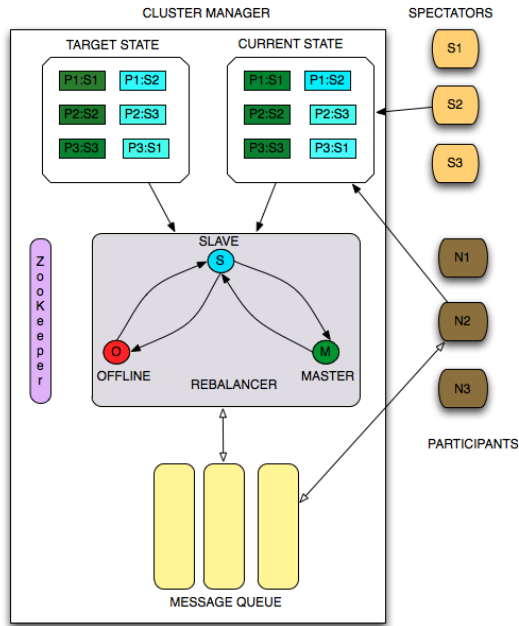 CLUSTER MANAGER
SPECTATORS
TARGET STATE
CURRENT STATE
P1:S1 P1:S2
P2:S2 P2:S3
P3:S3 P3:S1
P1:S1 P1:S2
P2:S2 P2:S3
P3:S3 P3:S1
S1
S2
S3
ZooKeeper
SLAVE
S
O
M
OFFLINE
MASTER
REBALANCER
N1
N2
N3
PARTICIPANTS
MESSAGE QUEUE